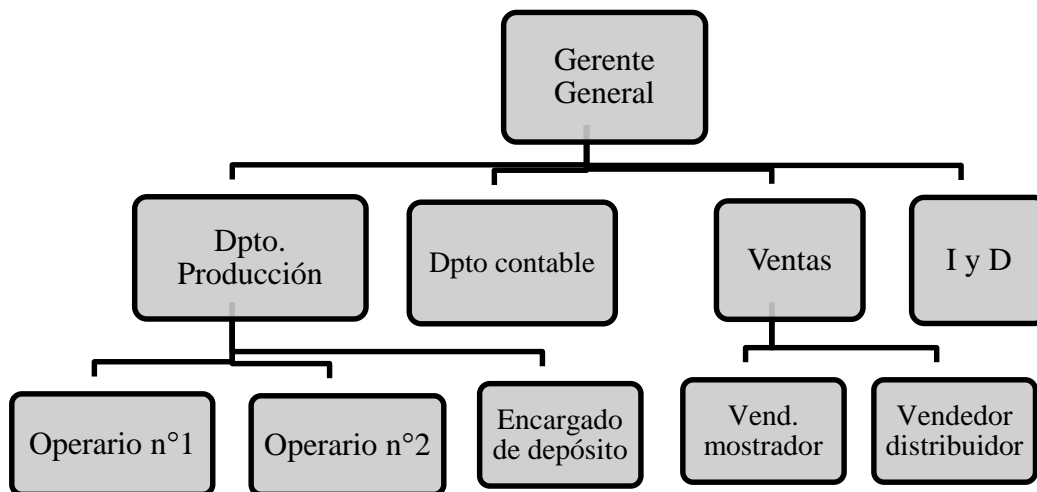 Gerente
General
Dpto.
Producción
Dpto contable
Ventas
I y D
Operario n°1
Operario n°2
Encargado
de depósito
Vend.
mostrador
Vendedor
distribuidor